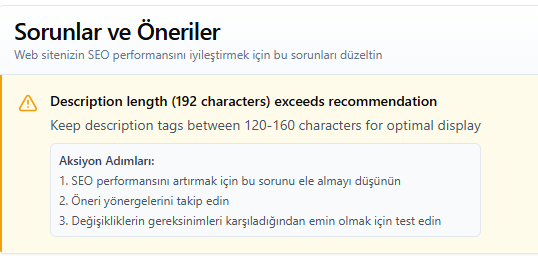 Sorunlar ve Öneriler
Web sitenizin SEO performansını iyileştirmek için bu sorunları düzeltin
Description length (192 characters) exceeds recommendation
Keep description tags between 120-160 characters for optimal display
Aksiyon Adımları:
1. SEO performansını artırmak için bu sorunu ele almayı düşünün
2. Öneri yönergelerini takip edin
3. Değişikliklerin gereksinimleri karşıladığından emin olmak için test edin